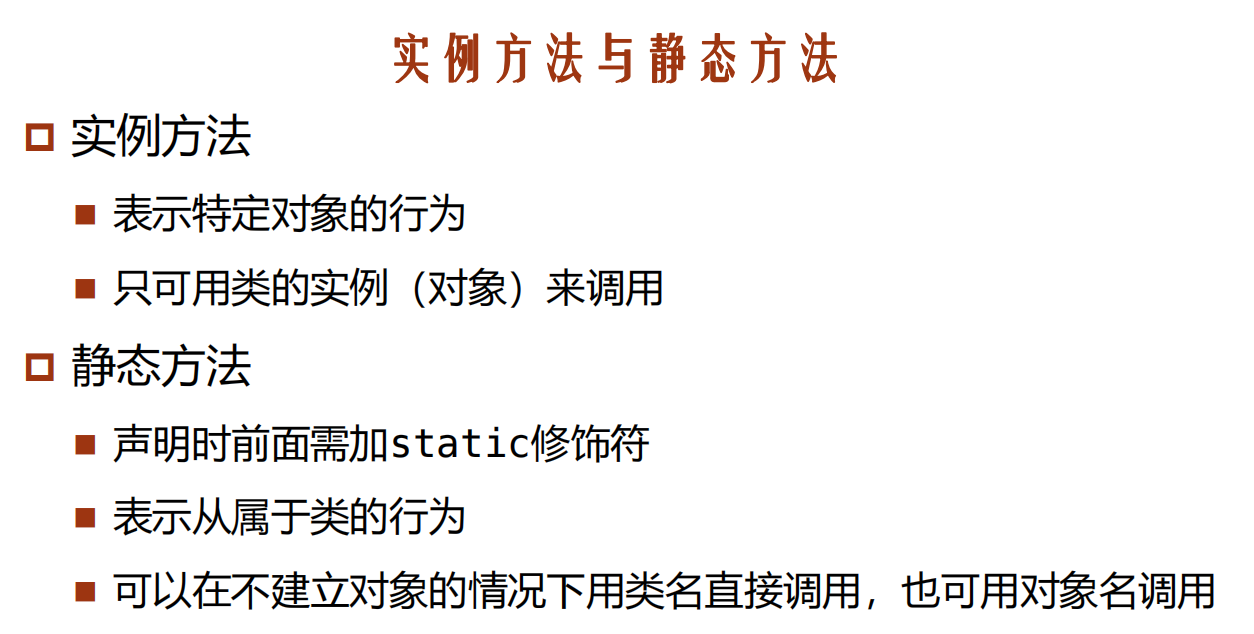 实例方法与静态方法
实例方法
表示特定对象的行为
只可用类的实例（对象）来调用
静态方法
声明时前面需加static修饰符
表示从属于类的行为
可以在不建立对象的情况下用类名直接调用，也可用对象名调用